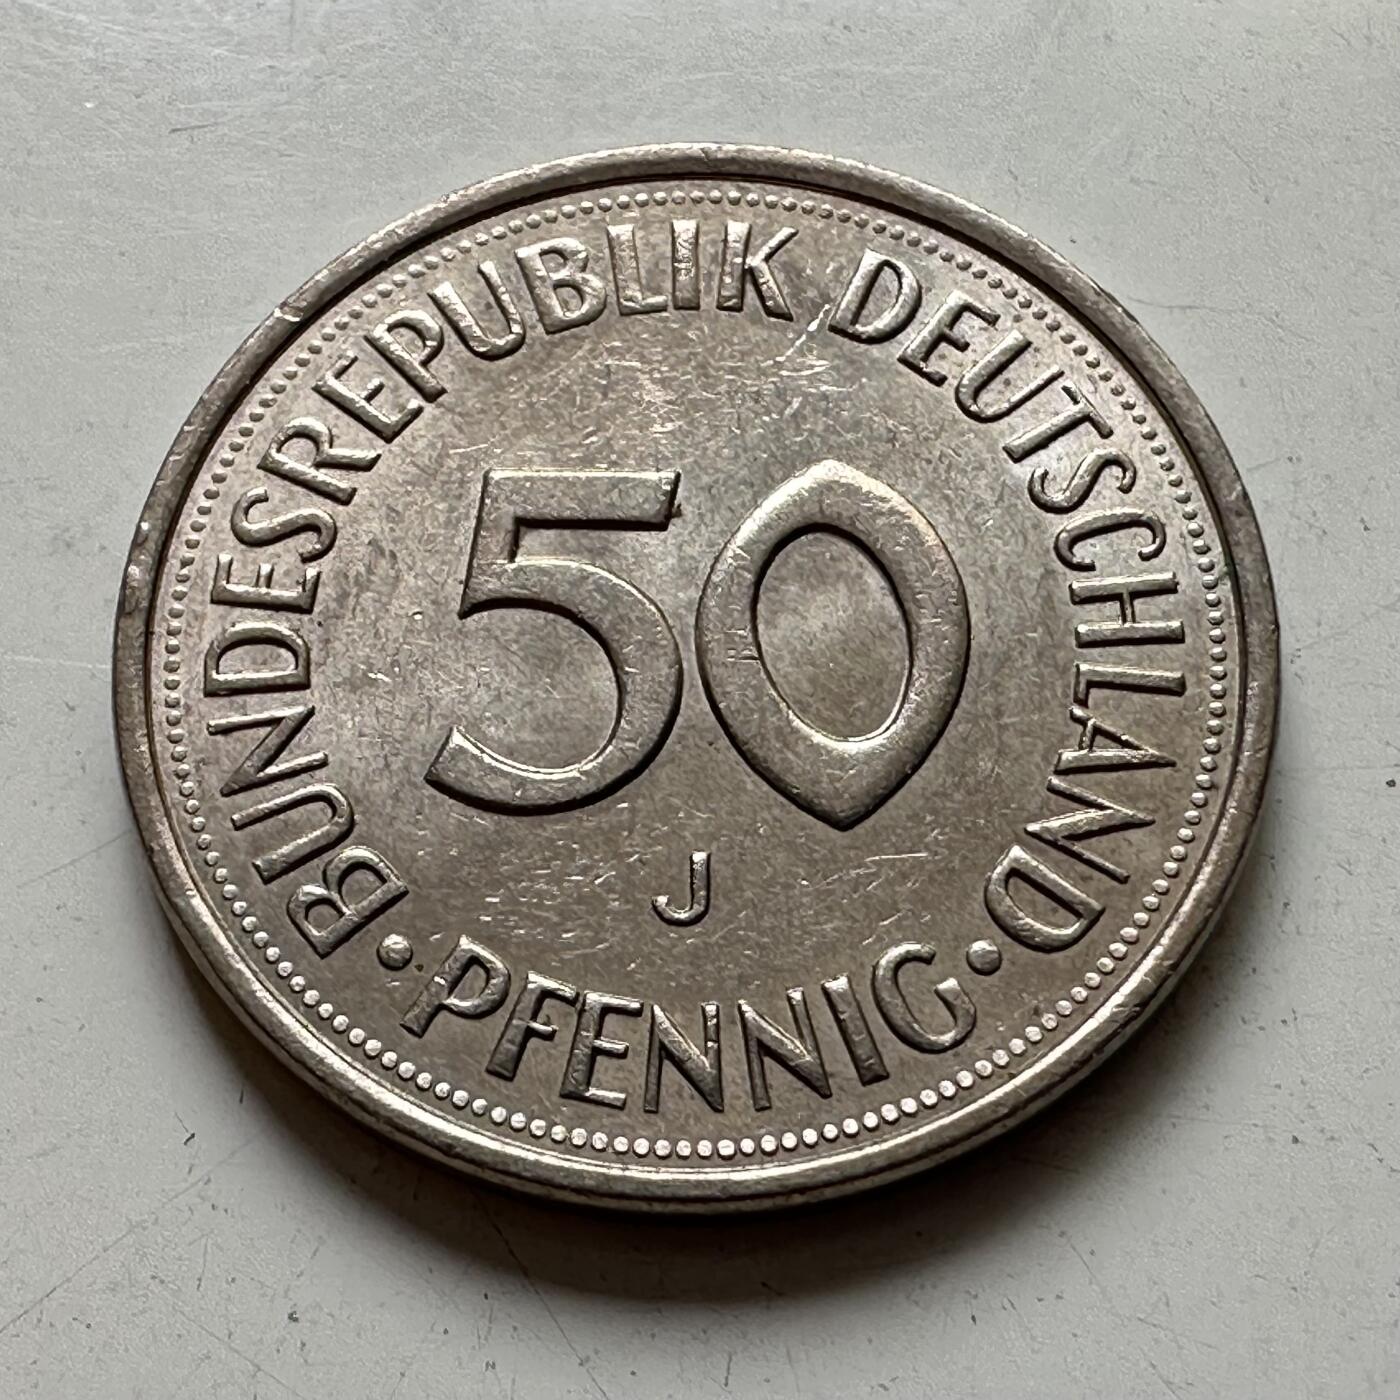 BUNDESREPUBLIK DEUTSCHLAND
50
J
· PFENNIG ·